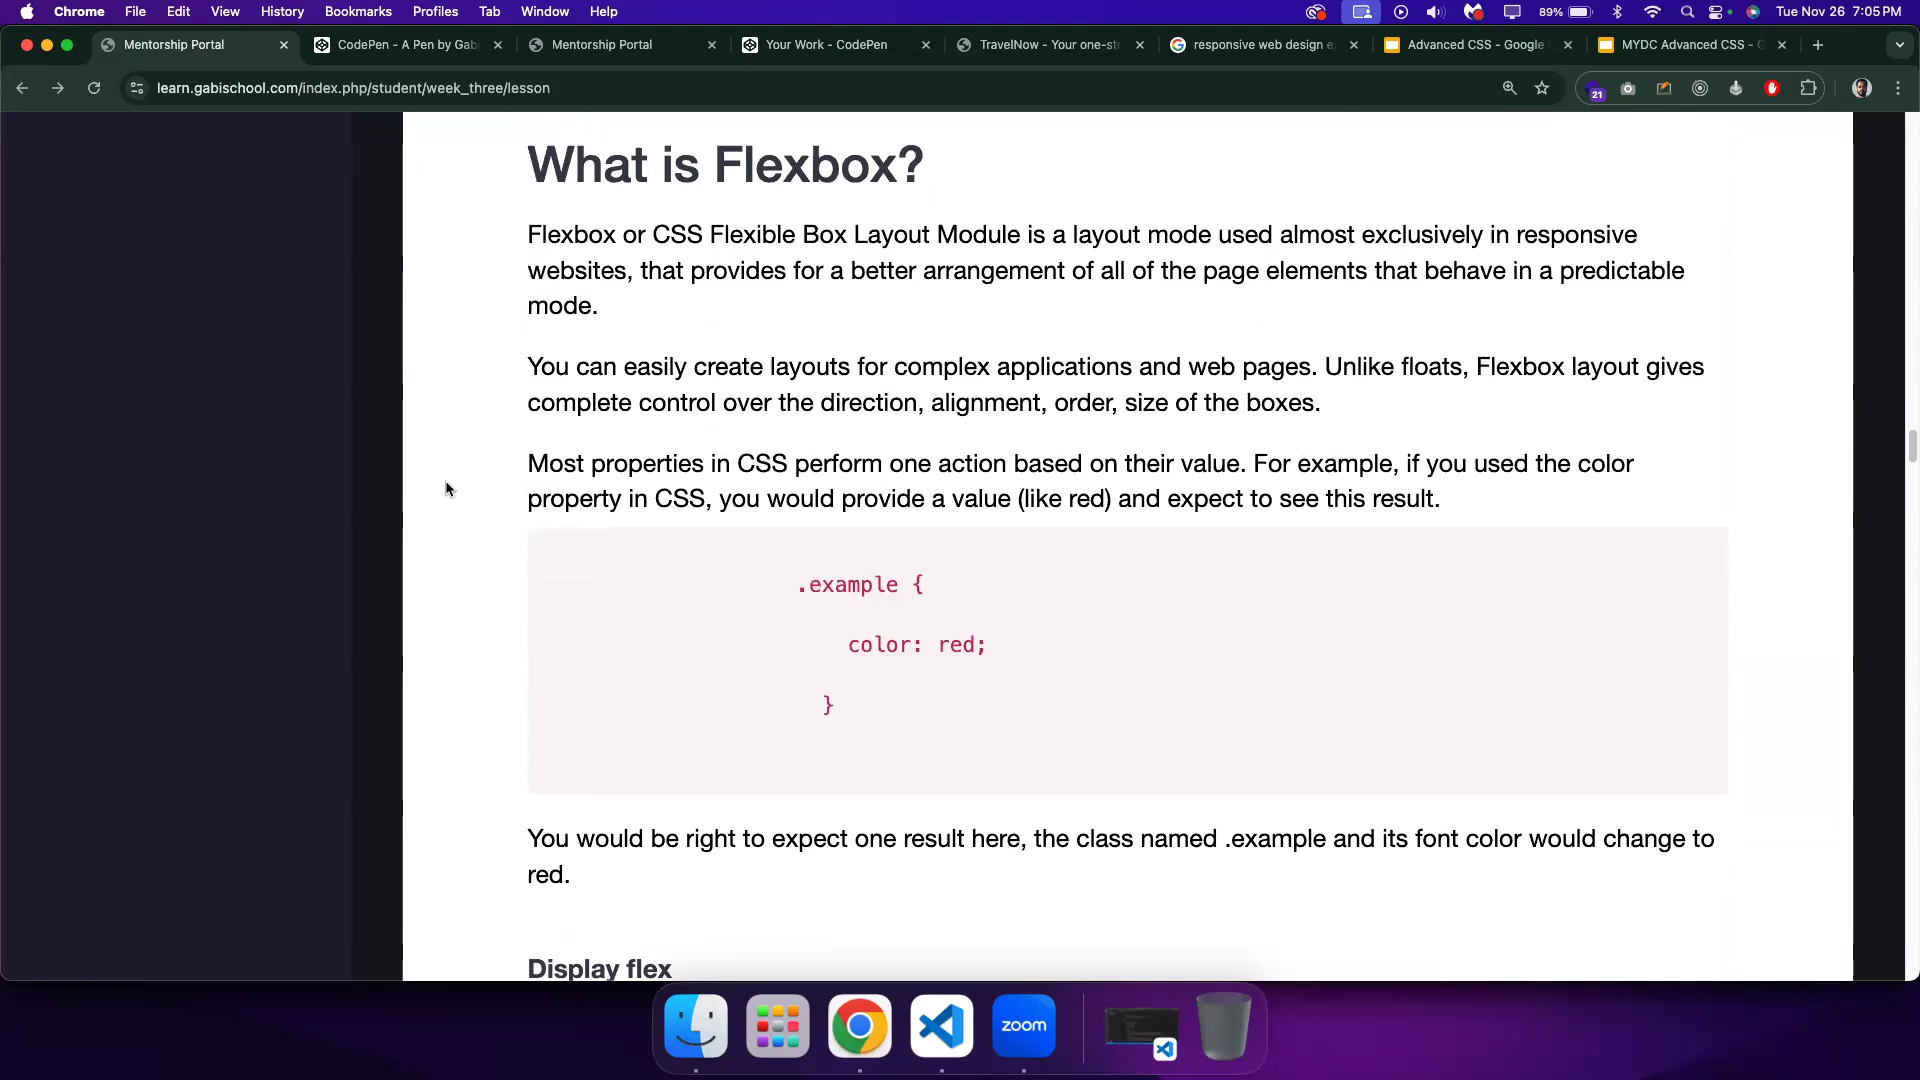 Chrome File Edit View History Bookmarks Profiles Tab Window Help 89% Tue Nov 26 7:05 PM
Mentorship Portal CodePen - A Pen by Gabi Mentorship Portal Your Work - CodePen TravelNow - Your one-st responsive web design e Advanced CSS - Google MYDC Advanced CSS - G
learn.gabischool.com/index.php/student/week_three/lesson 21
What is Flexbox?
Flexbox or CSS Flexible Box Layout Module is a layout mode used almost exclusively in responsive
websites, that provides for a better arrangement of all of the page elements that behave in a predictable
mode.
You can easily create layouts for complex applications and web pages. Unlike floats, Flexbox layout gives
complete control over the direction, alignment, order, size of the boxes.
Most properties in CSS perform one action based on their value. For example, if you used the color
property in CSS, you would provide a value (like red) and expect to see this result.
.example {
color: red;
}
You would be right to expect one result here, the class named .example and its font color would change to
red.
Display flex
zoom